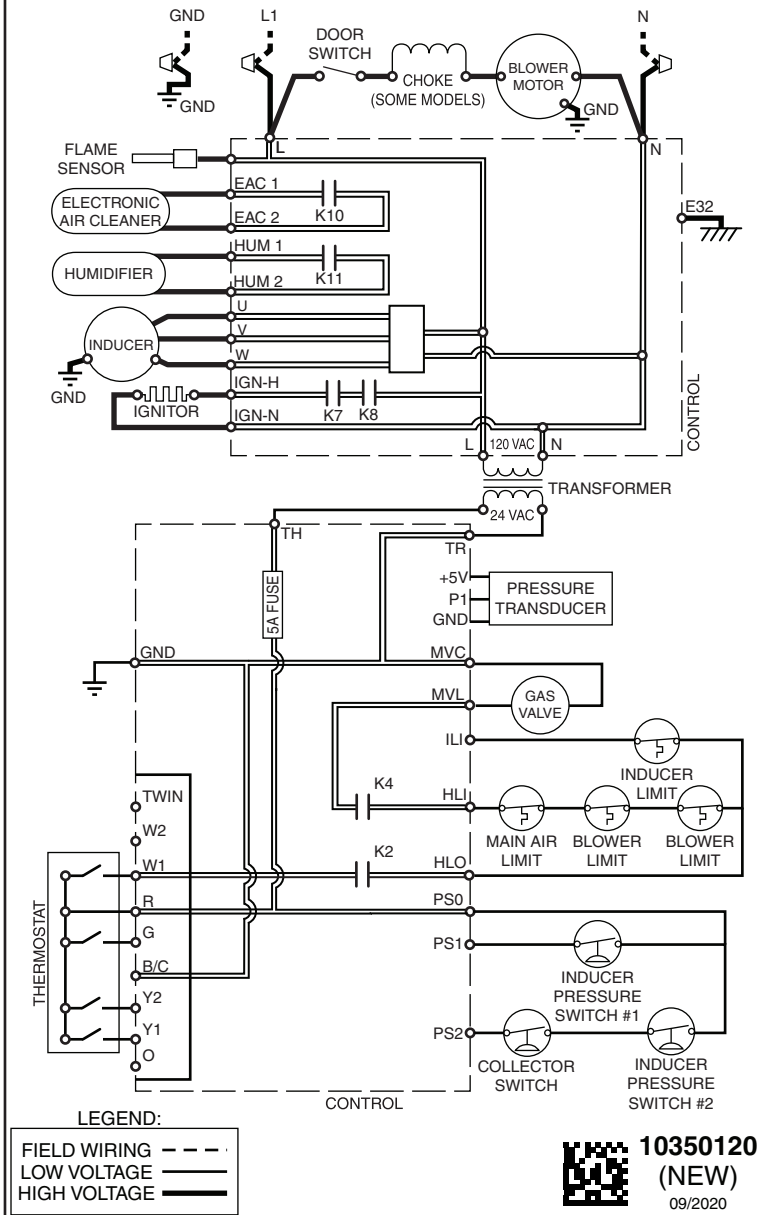 GND
L1
N
DOOR
SWITCH
CHOKE
(SOME MODELS)
BLOWER
MOTOR
GND
GND
L
N
FLAME
SENSOR
EAC 1
ELECTRONIC
AIR CLEANER
K10
EAC 2
E32
HUM 1
HUMIDIFIER
K11
HUM 2
U
V
INDUCER
W
GND
IGN-H
IGNITOR
K7
K8
IGN-N
CONTROL
L
120 VAC
N
TRANSFORMER
24 VAC
TH
TR
+5V
P1
GND
PRESSURE
TRANSDUCER
5A FUSE
GND
MVC
MVL
GAS
VALVE
ILI
INDUCER
LIMIT
K4
HLI
MAIN AIR
LIMIT
BLOWER
LIMIT
BLOWER
LIMIT
TWIN
W2
W1
K2
HLO
R
PS0
G
PS1
B/C
INDUCER
PRESSURE
SWITCH #1
THERMOSTAT
Y2
Y1
PS2
O
COLLECTOR
SWITCH
INDUCER
PRESSURE
SWITCH #2
CONTROL
LEGEND:
FIELD WIRING
LOW VOLTAGE
HIGH VOLTAGE
10350120
(NEW)
09/2020